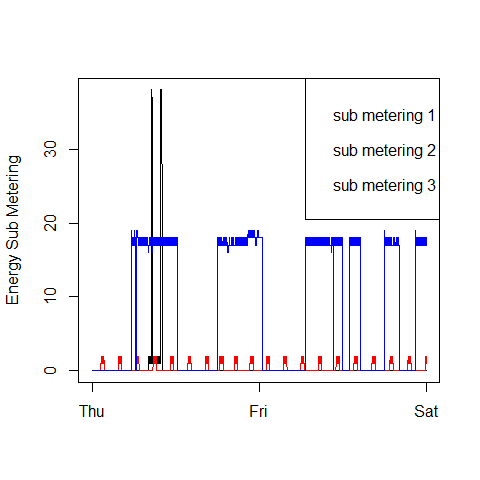 sub metering 1
sub metering 2
sub metering 3
Energy Sub Metering
30
20
10
0
Thu
Fri
Sat